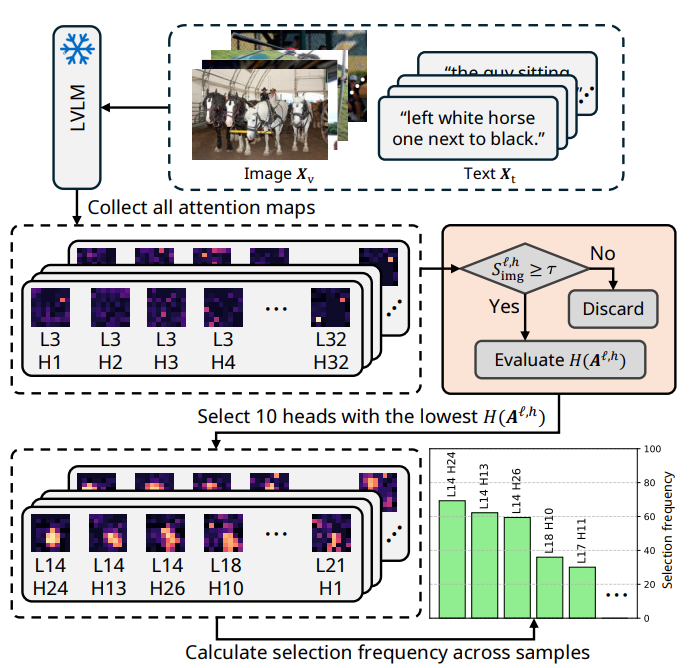 LVLM
"the guy sitting
"left white horse
one next to black."
Image Xᵥ
Text Xₜ
Collect all attention maps
L3 H1
L3 H2
L3 H3
L3 H4
...
L32 H32
S_img^{ℓ,h} ≥ τ
No
Yes
Discard
Evaluate H(A^{ℓ,h})
Select 10 heads with the lowest H(A^{ℓ,h})
L14 H24
L14 H13
L14 H26
L18 H10
...
L21 H1
L14 H24
L14 H13
L14 H26
L18 H10
L17 H11
...
100
80
60
40
20
0
Selection frequency
Calculate selection frequency across samples